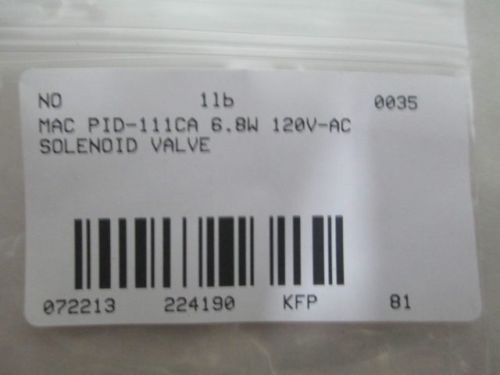 NO 1lb 0035
MAC PID-111CA 6.8W 120V-AC
SOLENOID VALVE
072213 224190 KFP 81